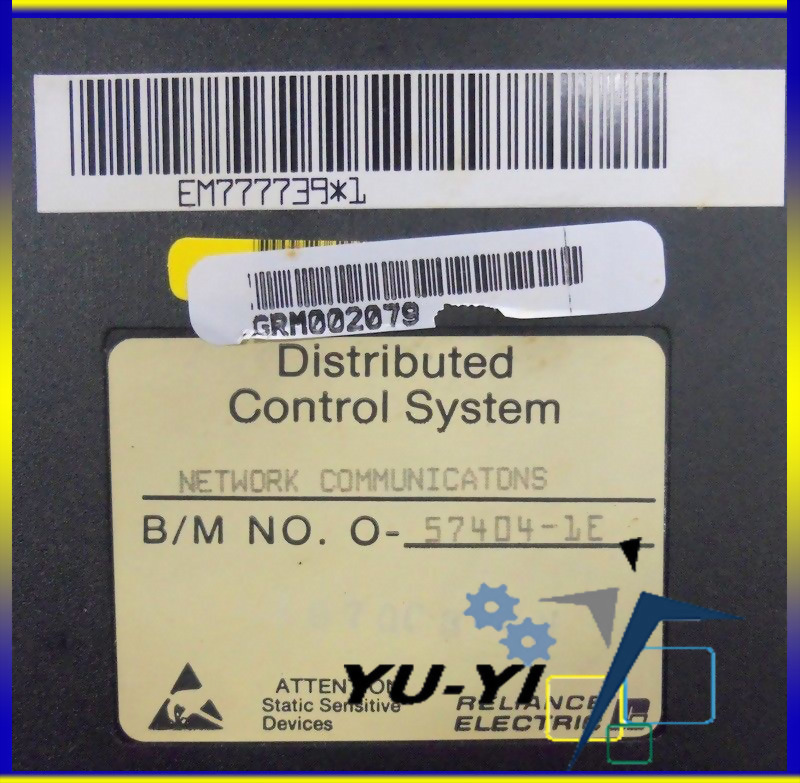 EM777739*1
GRM002079
Distributed
Control System
NETWORK COMMUNICATONS
B/M NO. O-57404-1E
YU-YI
ATTENTION
Static Sensitive
Devices
RELIANCE
ELECTRIC